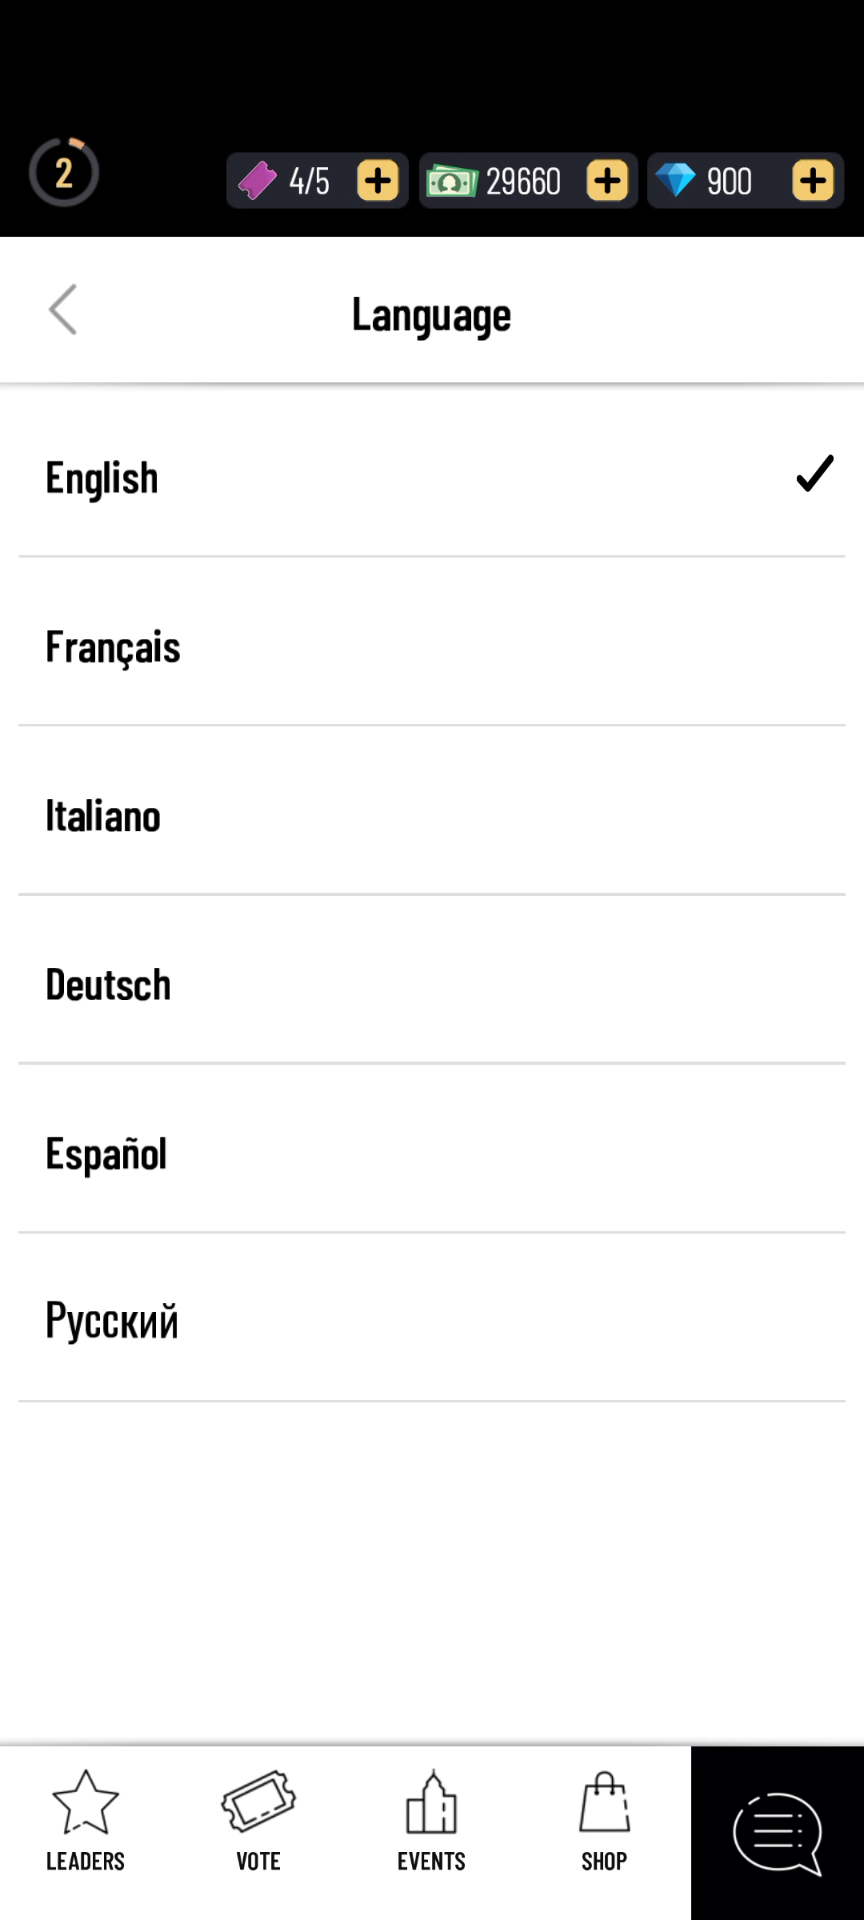 2
4/5
29660
900
Language
English
Français
Italiano
Deutsch
Español
Русский
LEADERS
VOTE
EVENTS
SHOP